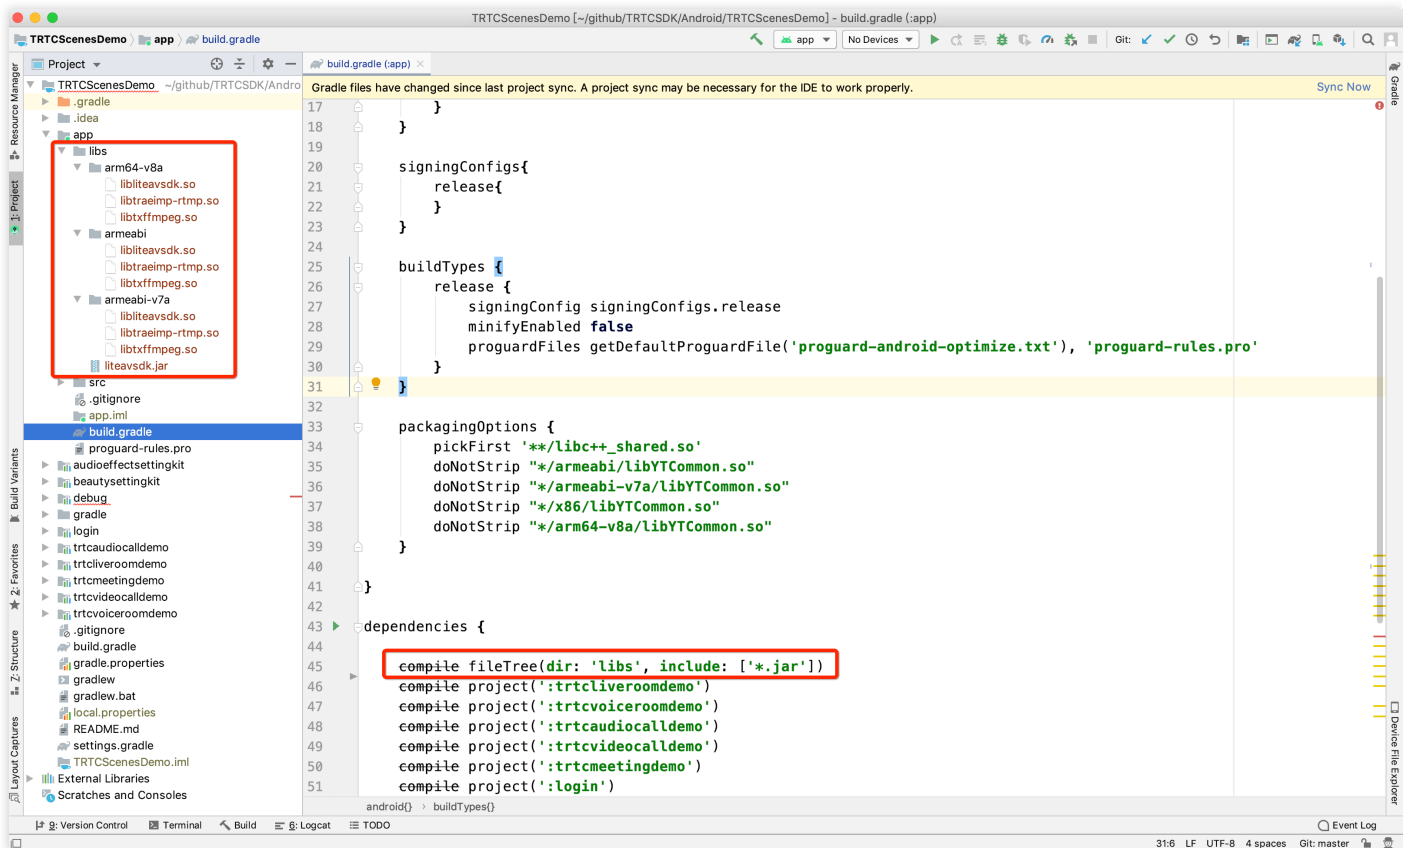 TRTCScenesDemo [~/github/TRTCSDK/Android/TRTCScenesDemo] - build.gradle (:app)
TRTCScenesDemo app build.gradle
app No Devices Git:
Project
build.gradle (:app)
Gradle files have changed since last project sync. A project sync may be necessary for the IDE to work properly. Sync Now
Resource Manager
1: Project
Build Variants
2: Favorites
Z: Structure
Layout Captures
TRTCScenesDemo ~/github/TRTCSDK/Andro
.gradle
.idea
app
libs
arm64-v8a
libliteavsdk.so
libtraeimp-rtmp.so
libtxffmpeg.so
armeabi
libliteavsdk.so
libtraeimp-rtmp.so
libtxffmpeg.so
armeabi-v7a
libliteavsdk.so
libtraeimp-rtmp.so
libtxffmpeg.so
liteavsdk.jar
src
.gitignore
app.iml
build.gradle
proguard-rules.pro
audioeffectsettingkit
beautysettingkit
debug
gradle
login
trtcaudiocalldemo
trtcliveroomdemo
trtcmeetingdemo
trtcvideocalldemo
trtcvoiceroomdemo
.gitignore
build.gradle
gradle.properties
gradlew
gradlew.bat
local.properties
README.md
settings.gradle
TRTCScenesDemo.iml
External Libraries
Scratches and Consoles
17 }
18 }
19
20 signingConfigs{
21 release{
22 }
23 }
24
25 buildTypes {
26 release {
27 signingConfig signingConfigs.release
28 minifyEnabled false
29 proguardFiles getDefaultProguardFile('proguard-android-optimize.txt'), 'proguard-rules.pro'
30 }
31 }
32
33 packagingOptions {
34 pickFirst '**/libc++_shared.so'
35 doNotStrip "*/armeabi/libYTCommon.so"
36 doNotStrip "*/armeabi-v7a/libYTCommon.so"
37 doNotStrip "*/x86/libYTCommon.so"
38 doNotStrip "*/arm64-v8a/libYTCommon.so"
39 }
40
41 }
42
43 dependencies {
44
45 compile fileTree(dir: 'libs', include: ['*.jar'])
46 compile project(':trtcliveroomdemo')
47 compile project(':trtcvoiceroomdemo')
48 compile project(':trtcaudiocalldemo')
49 compile project(':trtcvideocalldemo')
50 compile project(':trtcmeetingdemo')
51 compile project(':login')
android{} › buildTypes{}
Gradle
Device File Explorer
9: Version Control Terminal Build 6: Logcat TODO Event Log
31:6 LF UTF-8 4 spaces Git: master